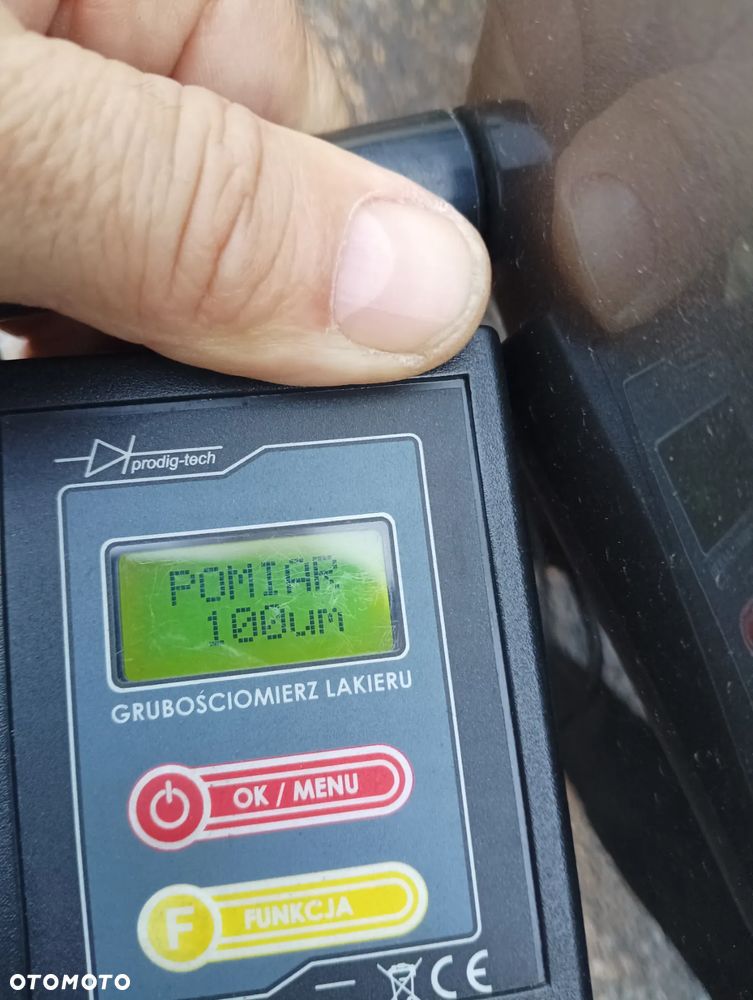 prodig-tech
POMIAR
100um
GRUBOŚCIOMIERZ LAKIERU
OK / MENU
F FUNKCJA
CE
OTOMOTO